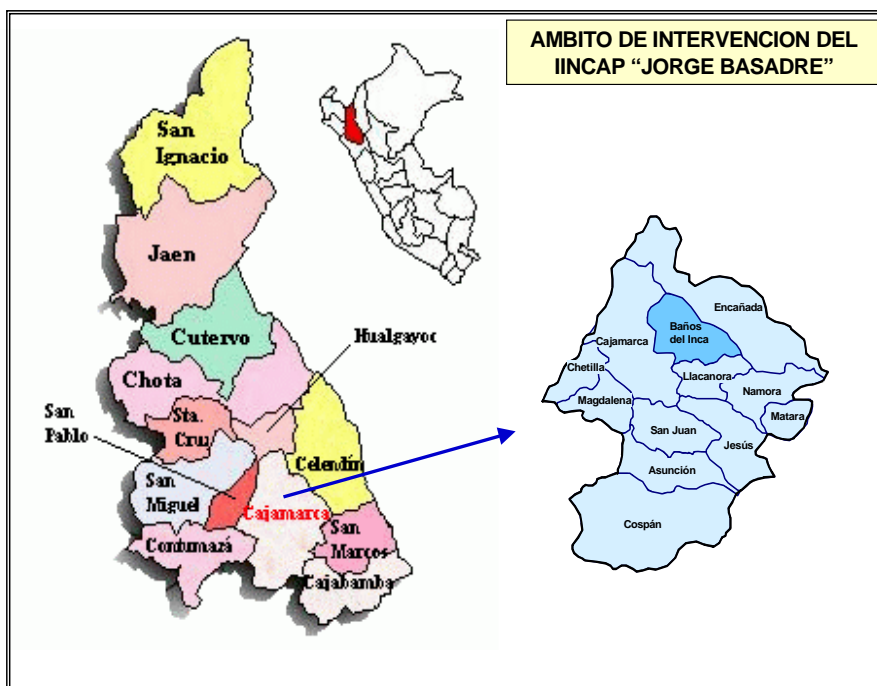 AMBITO DE INTERVENCION DEL
IINCAP “JORGE BASADRE”
San
Ignacio
Jaen
Cutervo
Hualgayoc
Chota
San
Pablo
Sta.
Cruz
Celendín
San
Miguel
Cajamarca
San
Marcos
Contumazá
Cajabamba
Encañada
Baños
del Inca
Cajamarca
Chetilla
Llacanora
Magdalena
Namora
Matara
San Juan
Jesús
Asunción
Cospán